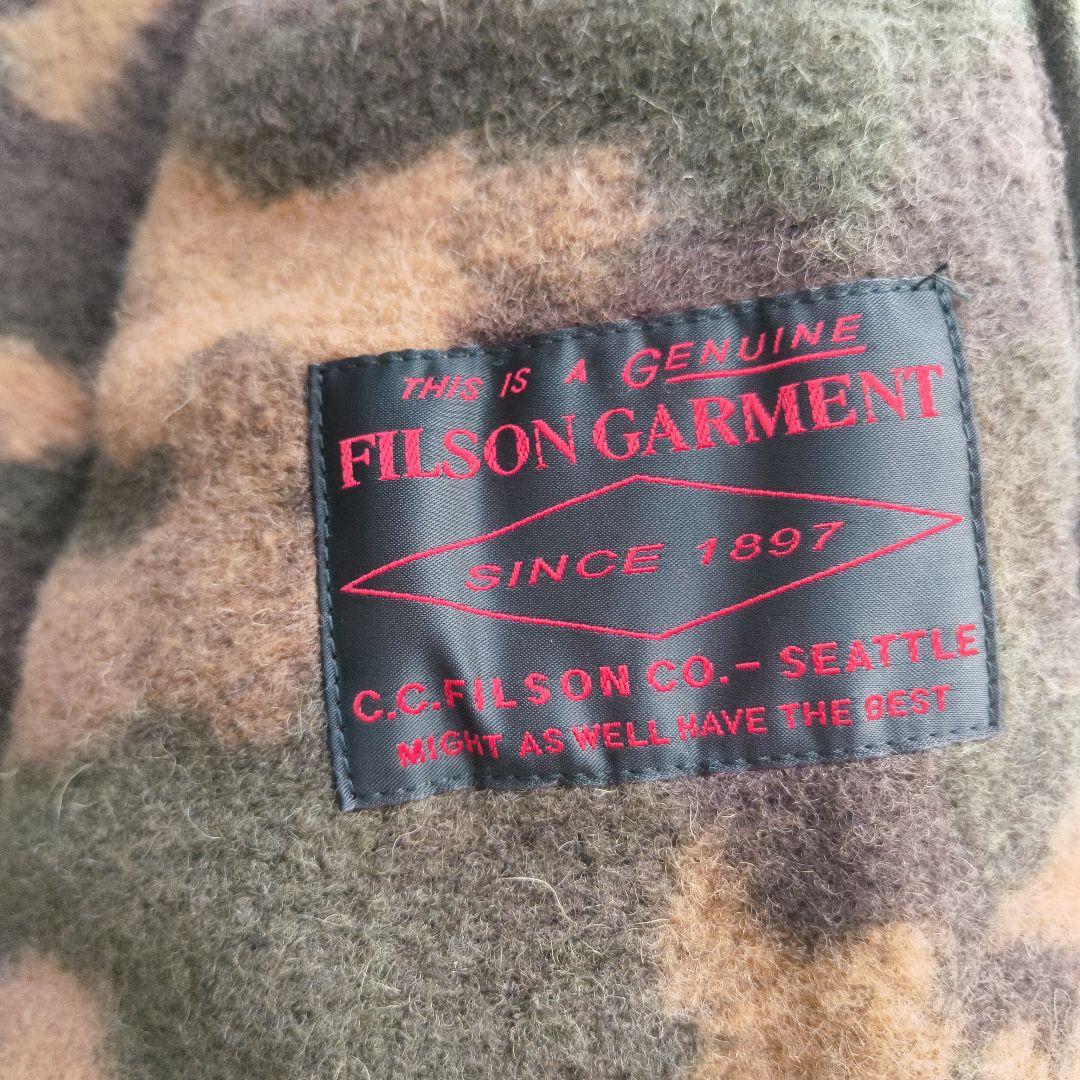 THIS IS A GENUINE
FILSON GARMENT
SINCE 1897
C.C.FILSON CO.- SEATTLE
MIGHT AS WELL HAVE THE BEST